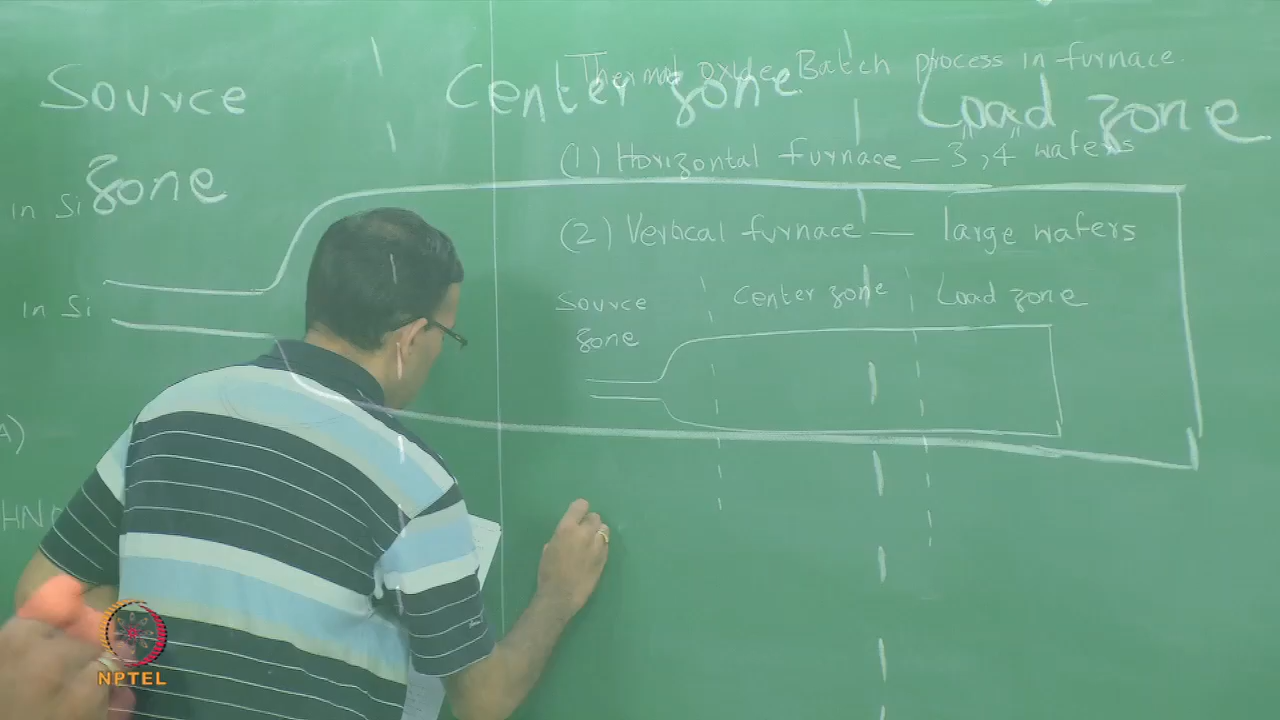 Thermal oxide Batch process in furnace.
(1) Horizontal furnace – 3", 4" wafers
(2) Vertical furnace — large wafers
Source zone
Center zone
Load zone
Source
zone
Center zone
Load zone
in Si
in Si
A)
HNO
NPTEL